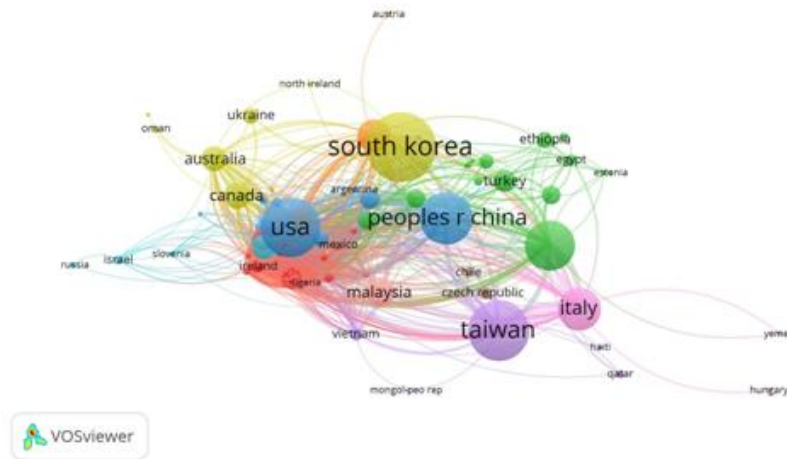 austria
north ireland
oman
ukraine
south korea
ethiopia
australia
egypt
estonia
turkey
canada
argentina
usa
peoples r china
mexico
russia
israel
slovenia
ireland
nigeria
chile
malaysia
czech republic
italy
vietnam
taiwan
yeme
haiti
qatar
mongol-peo rep
hungary
VOSviewer